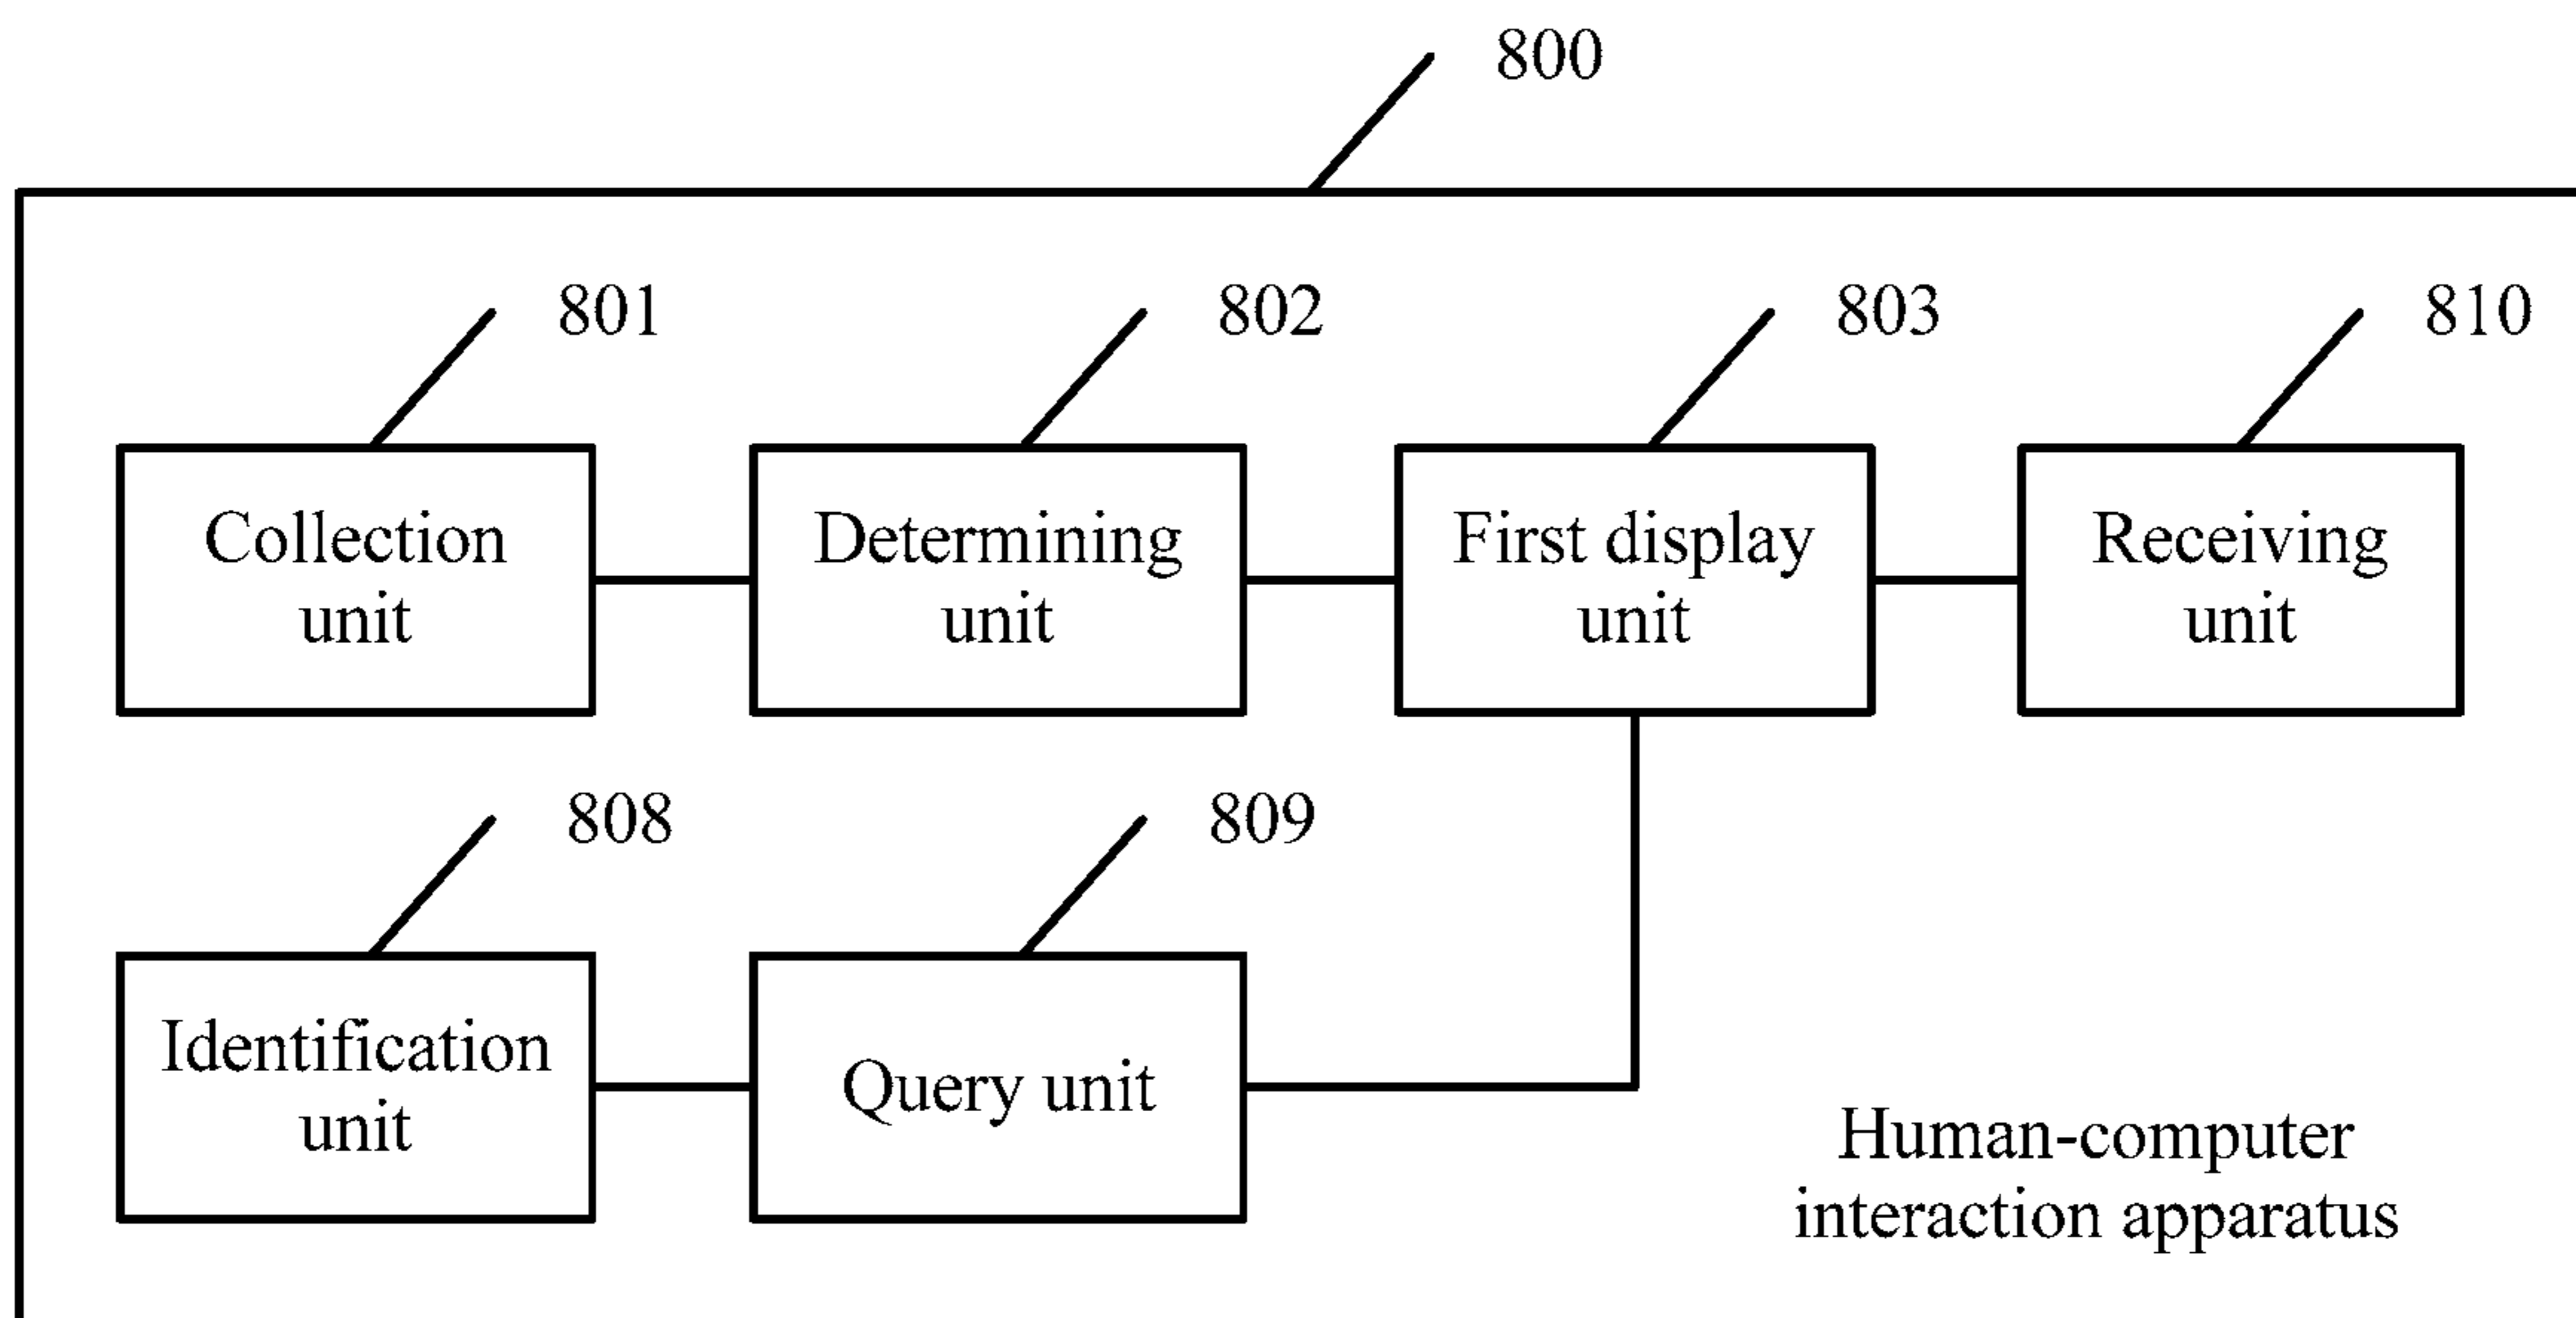 800
801
802
803
810
Collection
unit
Determining
unit
First display
unit
Receiving
unit
808
809
Identification
unit
Query unit
Human-computer
interaction apparatus